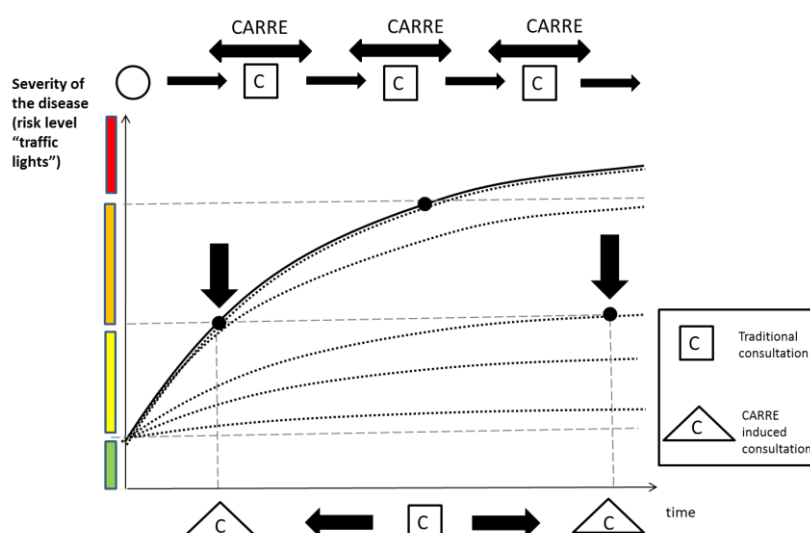 CARRE CARRE CARRE
C C C
Severity of
the disease
(risk level
“traffic
lights”)
C
Traditional
consultation
C
CARRE
induced
consultation
time
C C C